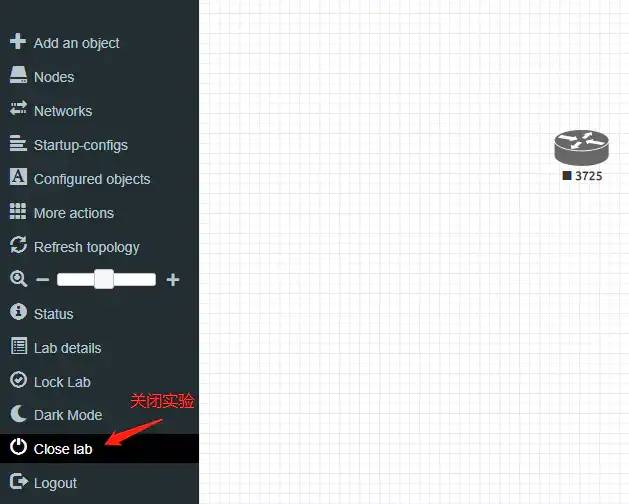 Add an object
Nodes
Networks
Startup-configs
Configured objects
More actions
Refresh topology
Status
Lab details
Lock Lab
Dark Mode
关闭实验
Close lab
Logout
3725